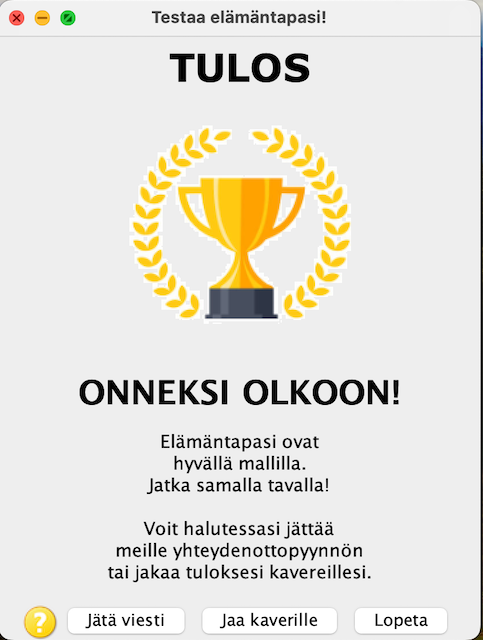 Testaa elämäntapasi!
TULOS
ONNEKSI OLKOON!
Elämäntapasi ovat
hyvällä mallilla.
Jatka samalla tavalla!
Voit halutessasi jättää
meille yhteydenottopyynnön
tai jakaa tuloksesi kavereillesi.
?
Jätä viesti
Jaa kaverille
Lopeta